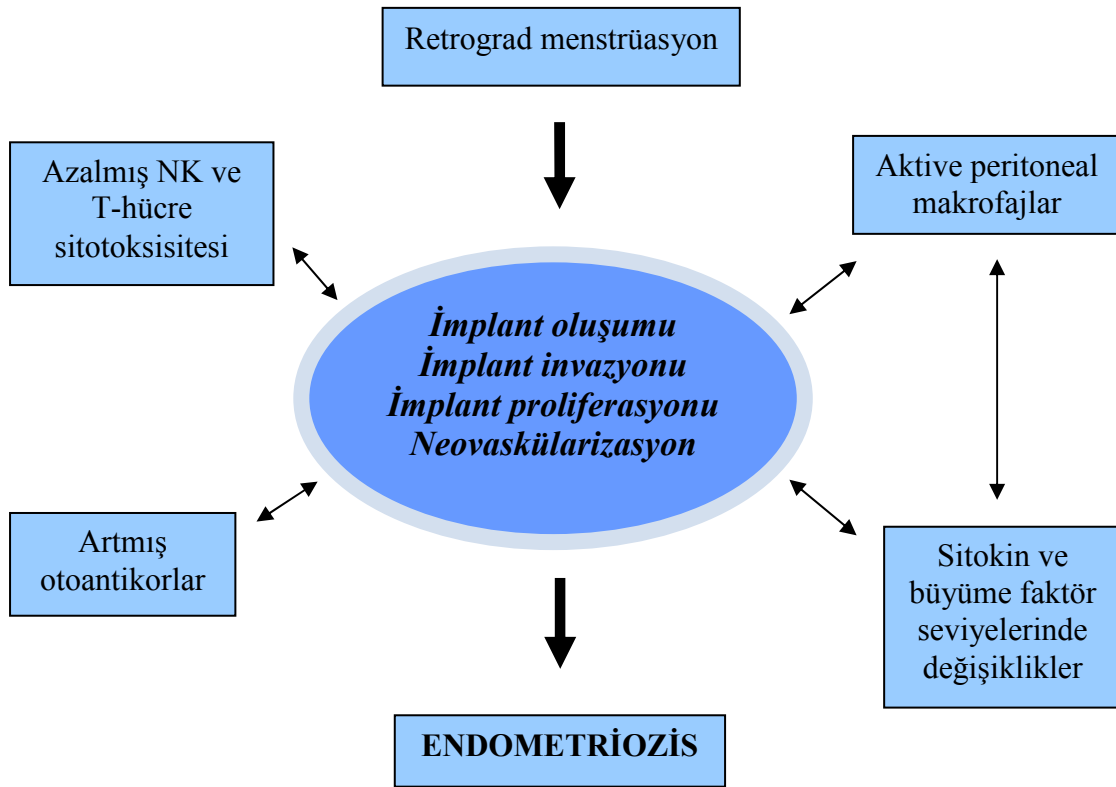 Retrograd menstrüasyon
Azalmış NK ve
T-hücre
sitotoksisitesi
Aktive peritoneal
makrofajlar
İmplant oluşumu
İmplant invazyonu
İmplant proliferasyonu
Neovaskülarizasyon
Artmış
otoantikorlar
Sitokin ve
büyüme faktör
seviyelerinde
değişiklikler
ENDOMETRİOZİS